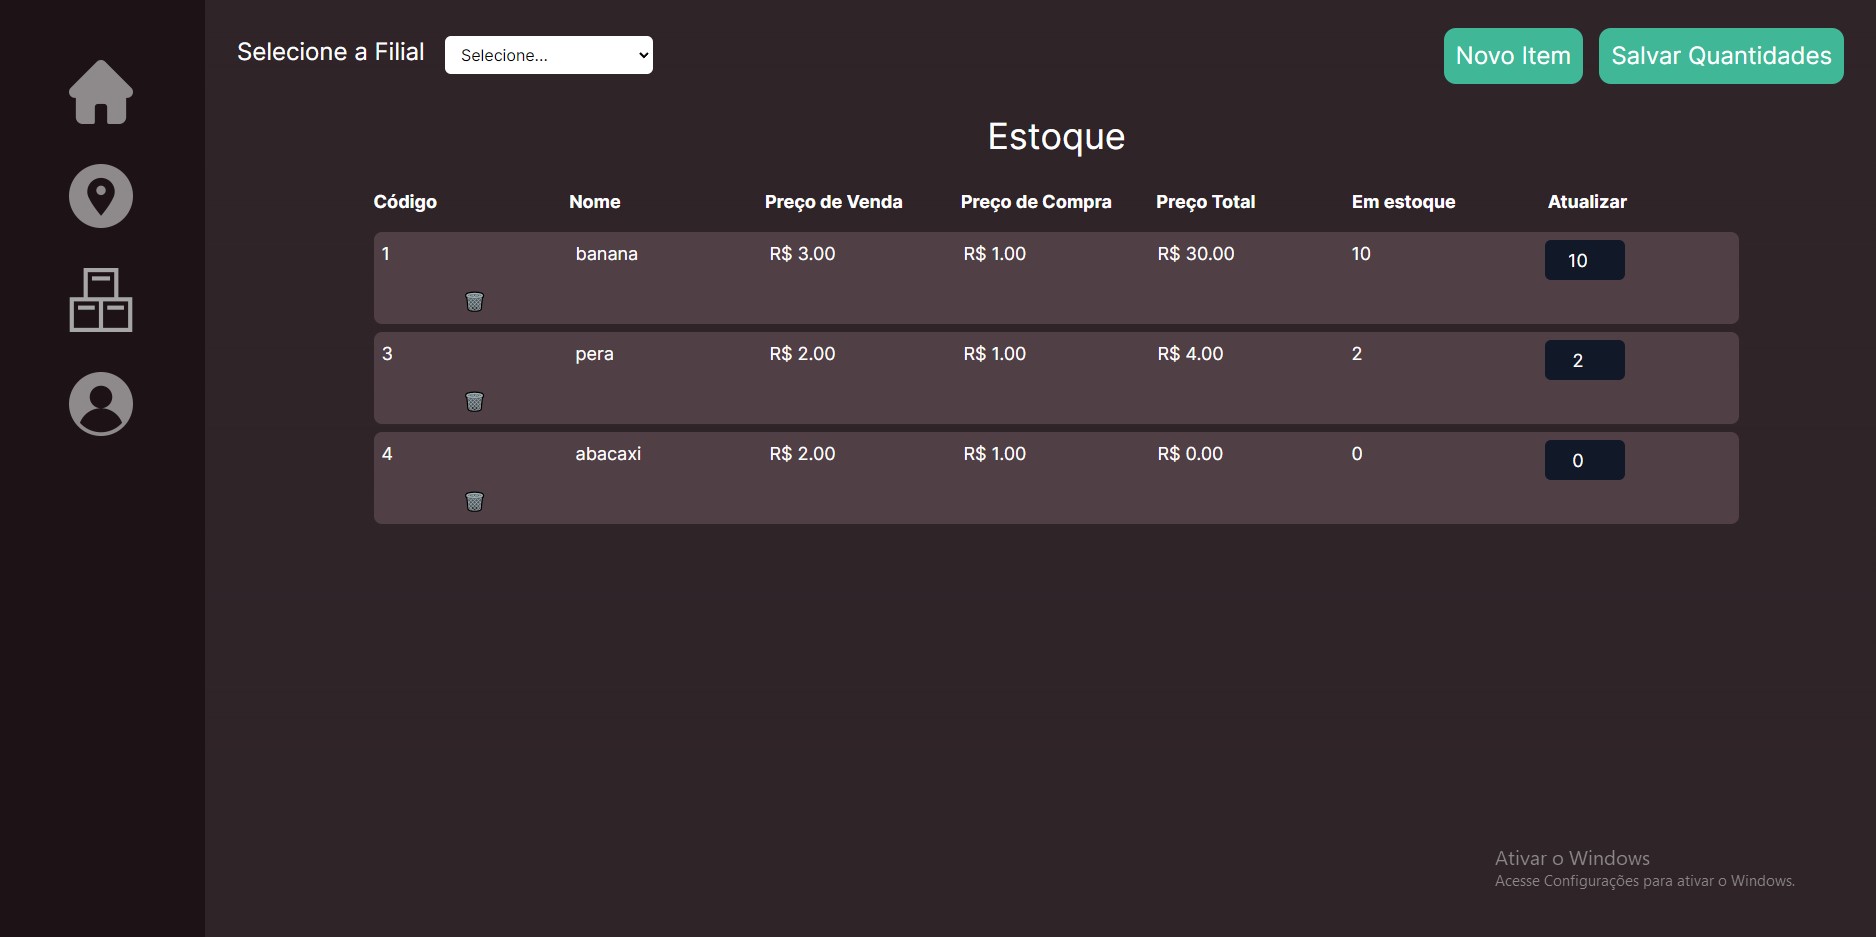 Selecione a Filial Selecione... Novo Item Salvar Quantidades
Estoque
Código Nome Preço de Venda Preço de Compra Preço Total Em estoque Atualizar
1 banana R$ 3.00 R$ 1.00 R$ 30.00 10 10
3 pera R$ 2.00 R$ 1.00 R$ 4.00 2 2
4 abacaxi R$ 2.00 R$ 1.00 R$ 0.00 0 0
Ativar o Windows
Acesse Configurações para ativar o Windows.